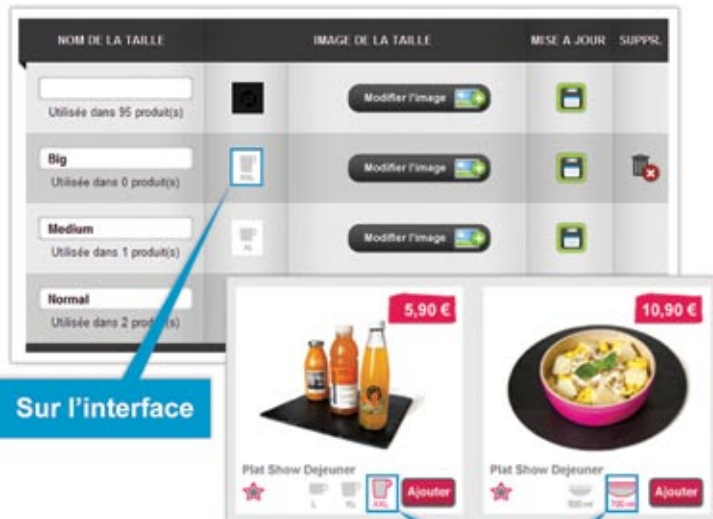 NOM DE LA TAILLE IMAGE DE LA TAILLE MISE A JOUR SUPPR.
Modifier l'image
Utilisée dans 95 produit(s)
Big
XXL
Modifier l'image
Utilisée dans 0 produit(s)
Medium
XL
Modifier l'image
Utilisée dans 1 produit(s)
Normal
Utilisée dans 2 produit(s)
Sur l'interface
5,90 €
10,90 €
Plat Show Dejeuner
L XL XXL
Ajouter
Plat Show Dejeuner
500 ml 700 ml
Ajouter